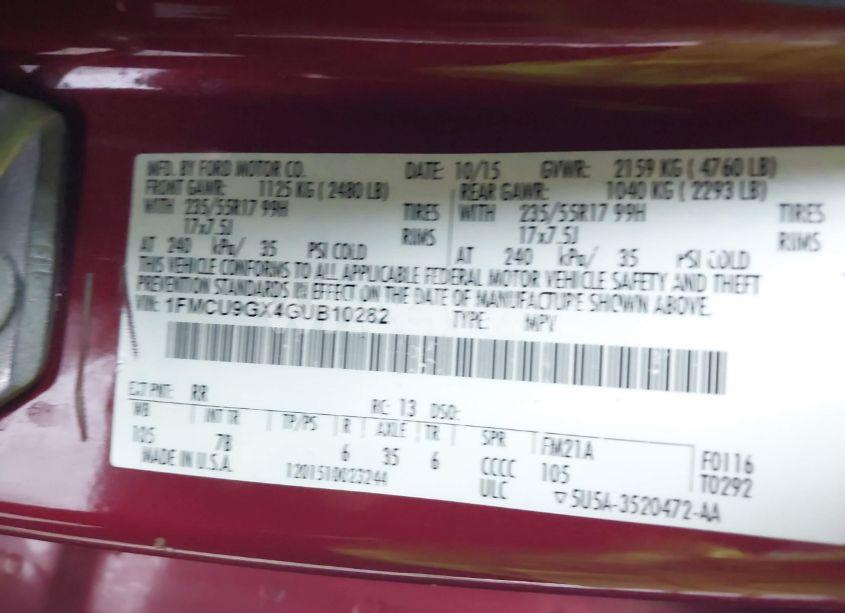 MFD. BY FORD MOTOR CO. DATE: 10/15 GVWR: 2159 KG ( 4760 LB)
FRONT GAWR: 1125 KG ( 2480 LB) REAR GAWR: 1040 KG ( 2293 LB)
WITH 235/55R17 99H TIRES WITH 235/55R17 99H TIRES
17x7.5J RIMS 17x7.5J RIMS
AT 240 kPa/ 35 PSI COLD AT 240 kPa/ 35 PSI COLD
THIS VEHICLE CONFORMS TO ALL APPLICABLE FEDERAL MOTOR VEHICLE SAFETY AND THEFT
PREVENTION STANDARDS IN EFFECT ON THE DATE OF MANUFACTURE SHOWN ABOVE.
VIN: 1FMCU9GX4GUB10282 TYPE: MPV
EXT PNT: RR RC: 13 DSO:
WB INT TR TP/PS R AXLE TR SPR FM21A F0116
105 7B 6 35 6 CCCC 105 T0292
MADE IN U.S.A. 1201510023244 ULC ▽5U5A-3520472-AA